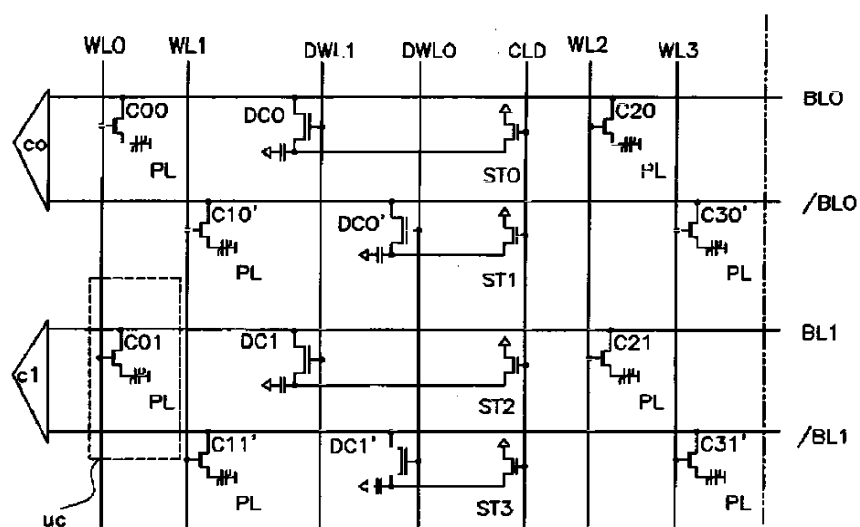 WL0 WL1 DWL1 DWL0 CLD WL2 WL3
C00 DC0 C20 BL0
co
PL ST0 PL
/BL0
C10' DC0' C30'
PL ST1 PL
C01 DC1 C21 BL1
c1
PL ST2 PL
/BL1
C11' DC1' C31'
PL ST3 PL
uc